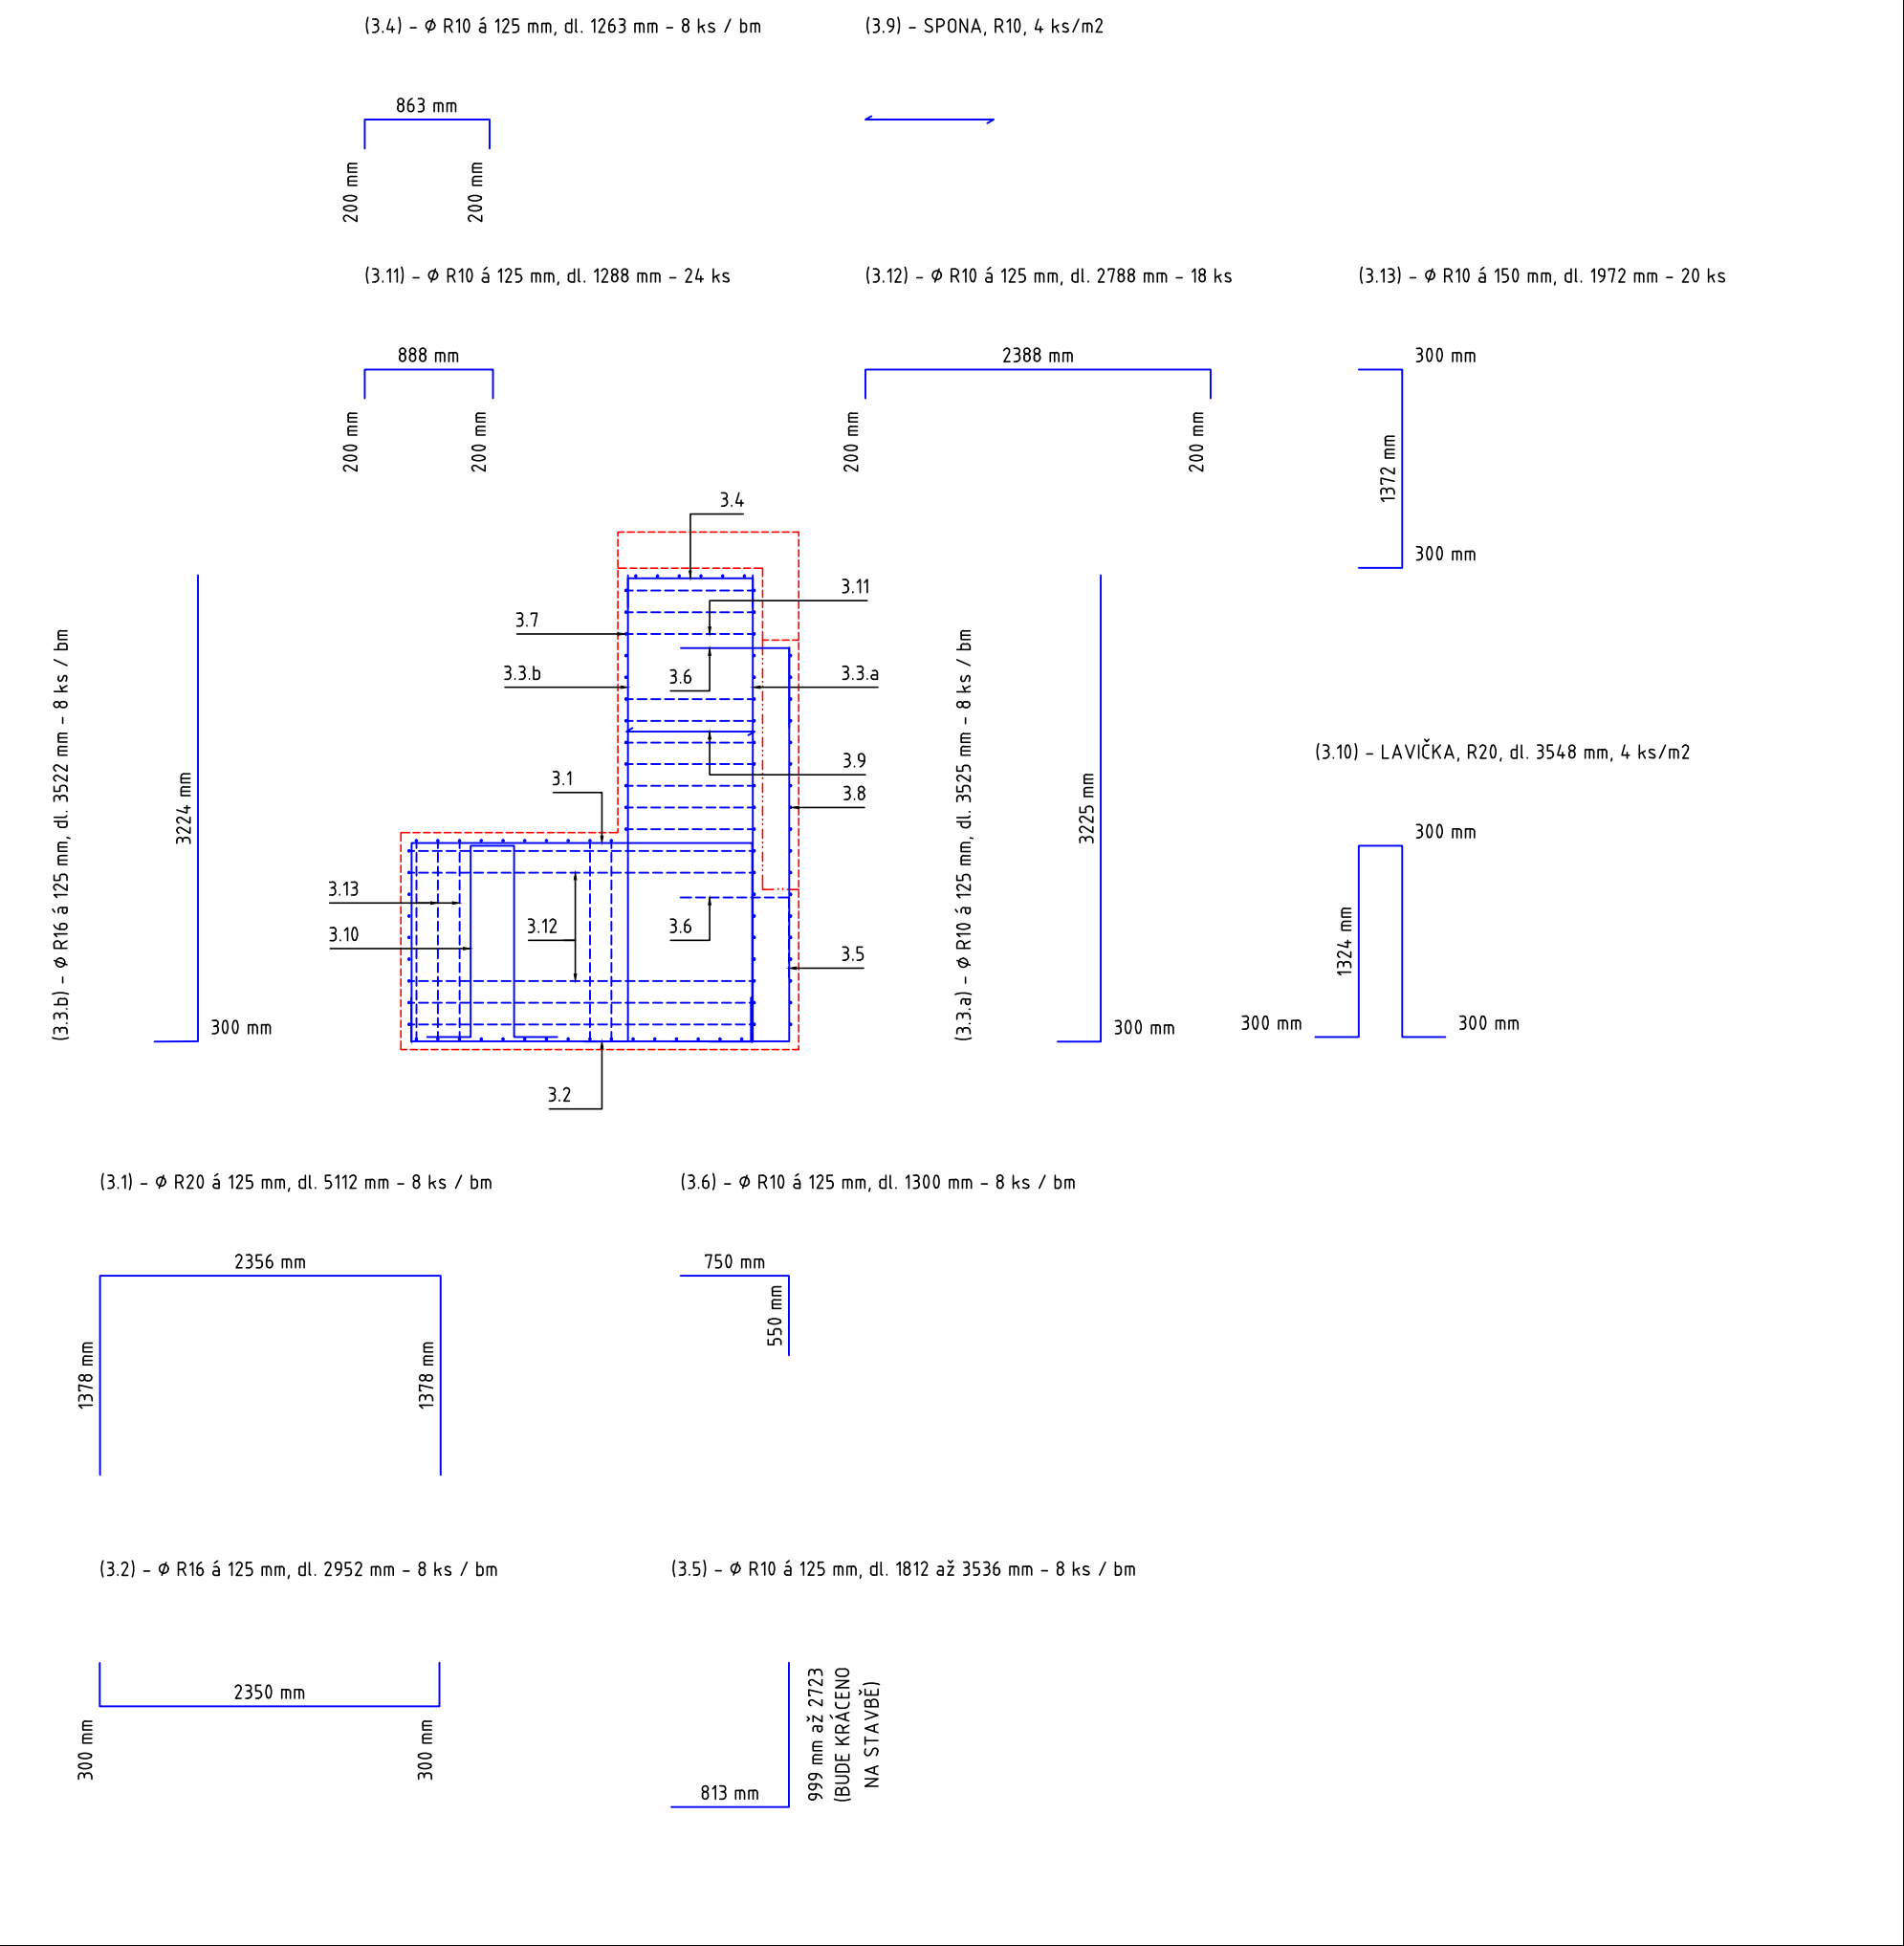 (3.4) - Ø R10 á 125 mm, dl. 1263 mm - 8 ks / bm
(3.9) - SPONA, R10, 4 ks/m2
863 mm
200 mm
200 mm
(3.11) - Ø R10 á 125 mm, dl. 1288 mm - 24 ks
(3.12) - Ø R10 á 125 mm, dl. 2788 mm - 18 ks
(3.13) - Ø R10 á 150 mm, dl. 1972 mm - 20 ks
888 mm
200 mm
200 mm
2388 mm
200 mm
200 mm
300 mm
1372 mm
300 mm
(3.3.b) - Ø R16 á 125 mm, dl. 3522 mm - 8 ks / bm
3224 mm
300 mm
3.4
3.11
3.7
3.3.b
3.6
3.3.a
3.9
3.1
3.8
3.13
3.12
3.10
3.6
3.5
3.2
(3.3.a) - Ø R10 á 125 mm, dl. 3525 mm - 8 ks / bm
3225 mm
300 mm
(3.10) - LAVIČKA, R20, dl. 3548 mm, 4 ks/m2
300 mm
1324 mm
300 mm
300 mm
(3.1) - Ø R20 á 125 mm, dl. 5112 mm - 8 ks / bm
2356 mm
1378 mm
1378 mm
(3.6) - Ø R10 á 125 mm, dl. 1300 mm - 8 ks / bm
750 mm
550 mm
(3.2) - Ø R16 á 125 mm, dl. 2952 mm - 8 ks / bm
2350 mm
300 mm
300 mm
(3.5) - Ø R10 á 125 mm, dl. 1812 až 3536 mm - 8 ks / bm
999 mm až 2723
(BUDE KRÁCENO
NA STAVBĚ)
813 mm